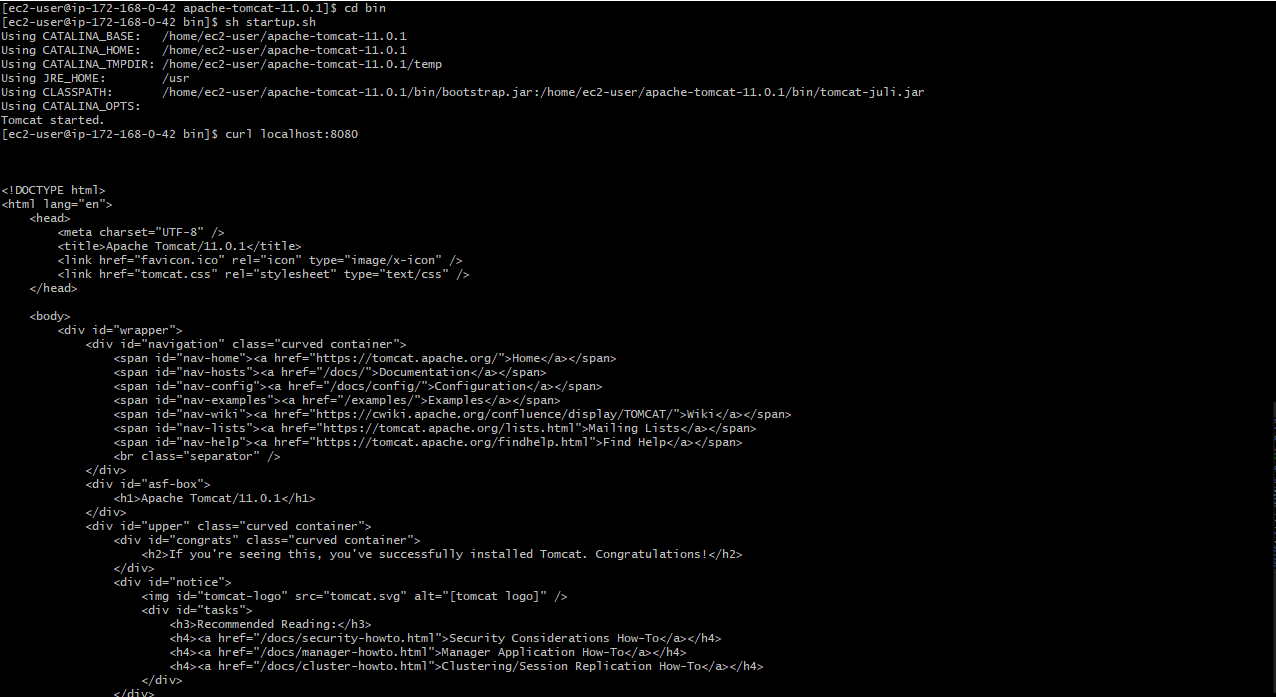 [ec2-user@ip-172-168-0-42 apache-tomcat-11.0.1]$ cd bin
[ec2-user@ip-172-168-0-42 bin]$ sh startup.sh
Using CATALINA_BASE:   /home/ec2-user/apache-tomcat-11.0.1
Using CATALINA_HOME:   /home/ec2-user/apache-tomcat-11.0.1
Using CATALINA_TMPDIR: /home/ec2-user/apache-tomcat-11.0.1/temp
Using JRE_HOME:        /usr
Using CLASSPATH:       /home/ec2-user/apache-tomcat-11.0.1/bin/bootstrap.jar:/home/ec2-user/apache-tomcat-11.0.1/bin/tomcat-juli.jar
Using CATALINA_OPTS:
Tomcat started.
[ec2-user@ip-172-168-0-42 bin]$ curl localhost:8080
<!DOCTYPE html>
<html lang="en">
    <head>
        <meta charset="UTF-8" />
        <title>Apache Tomcat/11.0.1</title>
        <link href="favicon.ico" rel="icon" type="image/x-icon" />
        <link href="tomcat.css" rel="stylesheet" type="text/css" />
    </head>
    <body>
        <div id="wrapper">
            <div id="navigation" class="curved container">
                <span id="nav-home"><a href="https://tomcat.apache.org/">Home</a></span>
                <span id="nav-hosts"><a href="/docs/">Documentation</a></span>
                <span id="nav-config"><a href="/docs/config/">Configuration</a></span>
                <span id="nav-examples"><a href="/examples/">Examples</a></span>
                <span id="nav-wiki"><a href="https://cwiki.apache.org/confluence/display/TOMCAT/">Wiki</a></span>
                <span id="nav-lists"><a href="https://tomcat.apache.org/lists.html">Mailing Lists</a></span>
                <span id="nav-help"><a href="https://tomcat.apache.org/findhelp.html">Find Help</a></span>
                <br class="separator" />
            </div>
            <div id="asf-box">
                <h1>Apache Tomcat/11.0.1</h1>
            </div>
            <div id="upper" class="curved container">
                <div id="congrats" class="curved container">
                    <h2>If you're seeing this, you've successfully installed Tomcat. Congratulations!</h2>
                </div>
                <div id="notice">
                    <img id="tomcat-logo" src="tomcat.svg" alt="[tomcat logo]" />
                    <div id="tasks">
                        <h3>Recommended Reading:</h3>
                        <h4><a href="/docs/security-howto.html">Security Considerations How-To</a></h4>
                        <h4><a href="/docs/manager-howto.html">Manager Application How-To</a></h4>
                        <h4><a href="/docs/cluster-howto.html">Clustering/Session Replication How-To</a></h4>
                    </div>
                </div>